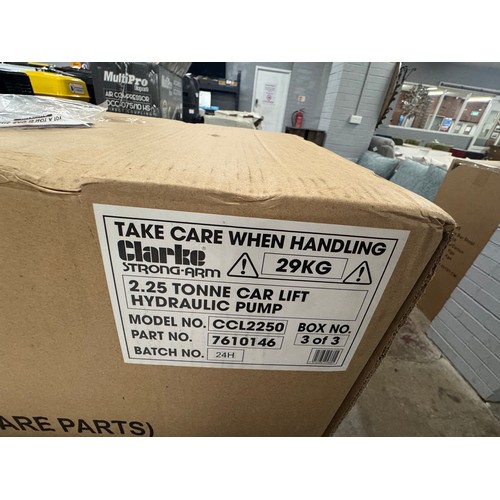 MultiPro
AIR COMPRESSOR
TAKE CARE WHEN HANDLING
Clarke
STRONG-ARM
29KG
2.25 TONNE CAR LIFT
HYDRAULIC PUMP
MODEL NO. CCL2250
BOX NO.
PART NO. 7610146
3 of 3
BATCH NO. 24H
ARE PARTS)